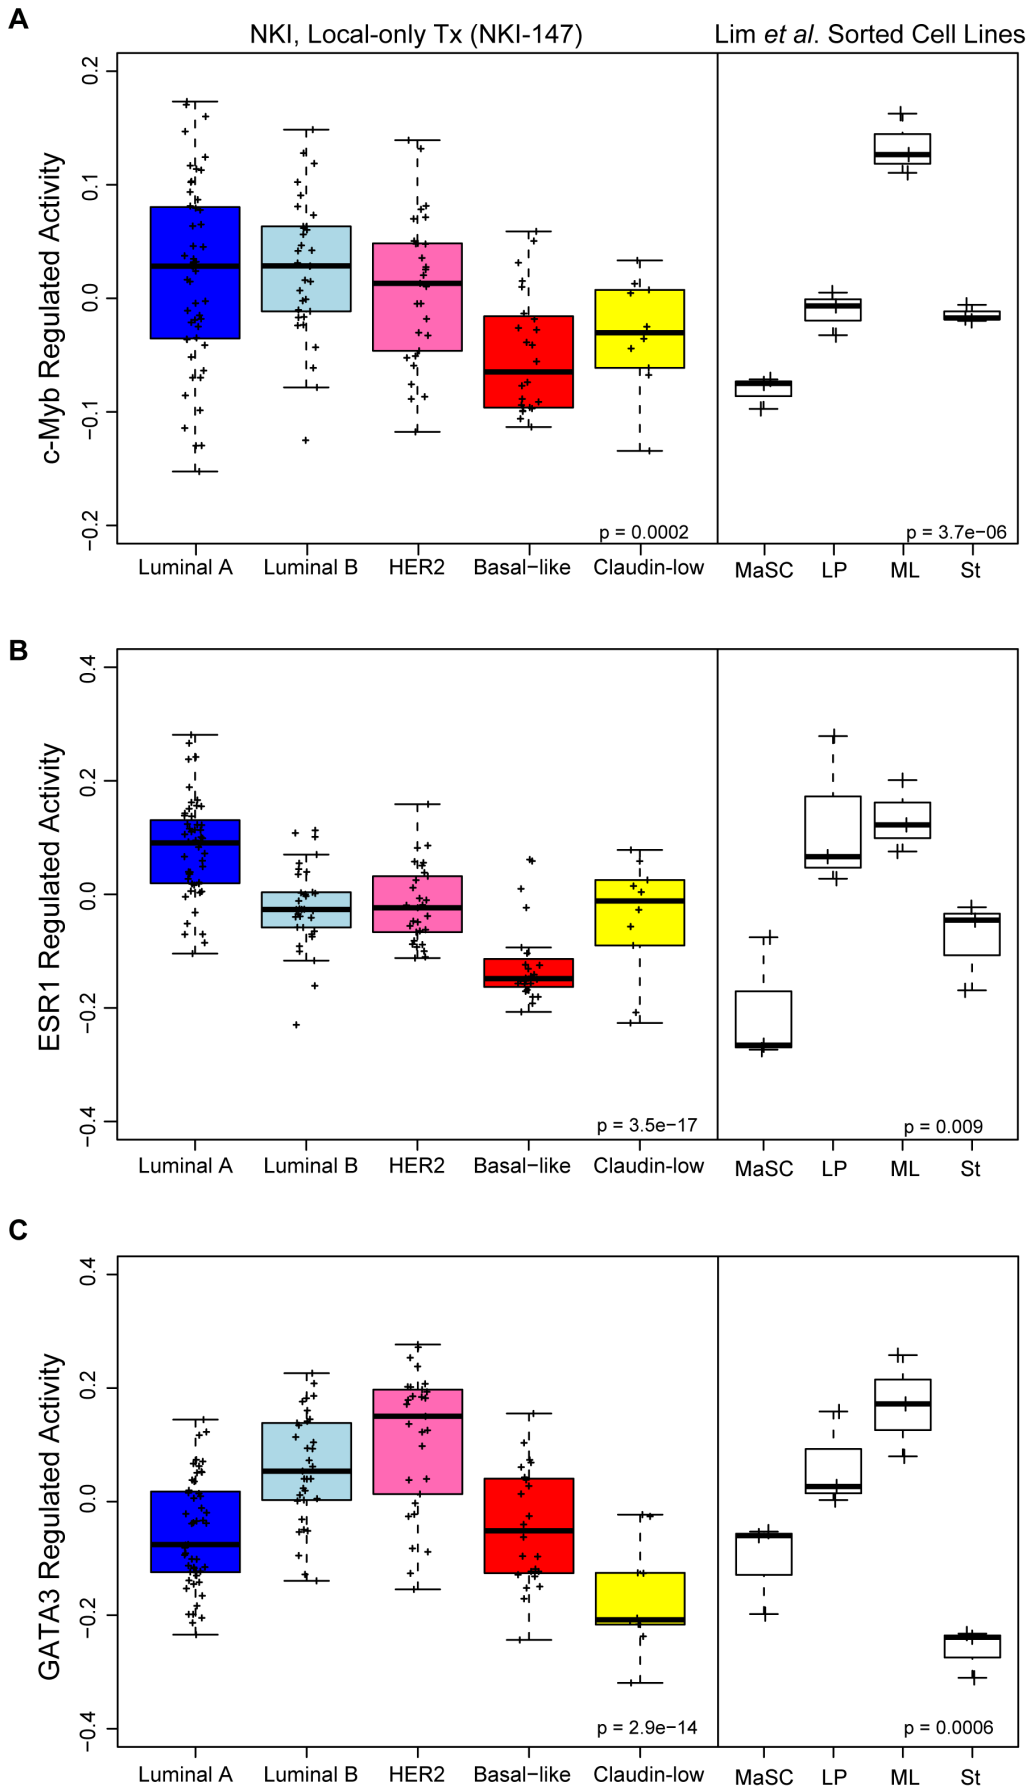 A
NKI, Local-only Tx (NKI-147)
Lim et al. Sorted Cell Lines
c-Myb Regulated Activity
0.2
0.1
0.0
−0.1
−0.2
p = 0.0002
p = 3.7e−06
Luminal A
Luminal B
HER2
Basal−like
Claudin-low
MaSC
LP
ML
St
B
ESR1 Regulated Activity
0.4
0.2
0.0
−0.2
−0.4
p = 3.5e−17
p = 0.009
Luminal A
Luminal B
HER2
Basal−like
Claudin-low
MaSC
LP
ML
St
C
GATA3 Regulated Activity
0.4
0.2
0.0
−0.2
−0.4
p = 2.9e−14
p = 0.0006
Luminal A
Luminal B
HER2
Basal−like
Claudin-low
MaSC
LP
ML
St